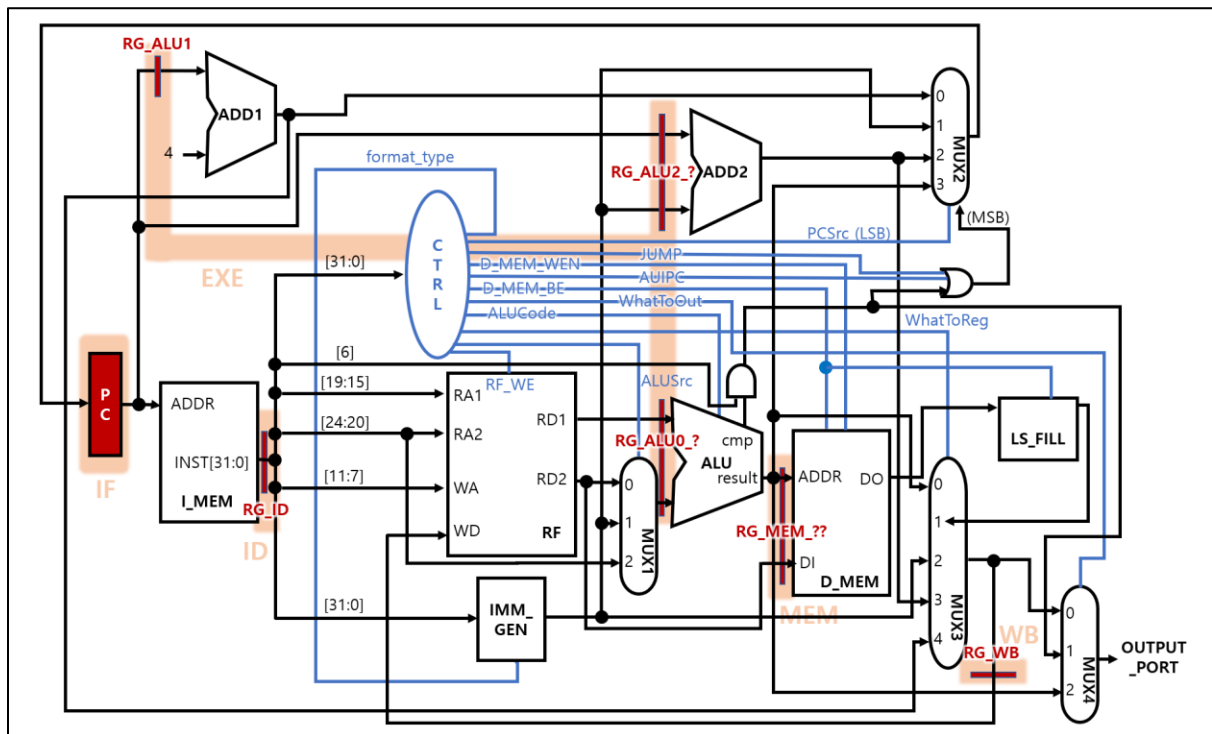 RG_ALU1
ADD1
4
format_type
RG_ALU2_?
ADD2
0
1
2
3
MUX2
(MSB)
PCSrc (LSB)
CTRL
JUMP
D_MEM_WEN
AUIPC
D_MEM_BE
WhatToOut
ALUCode
WhatToReg
EXE
[31:0]
[6]
[19:15]
[24:20]
[11:7]
[31:0]
PC
IF
ADDR
INST[31:0]
I_MEM
RG_ID
ID
RF_WE
RA1
RA2
WA
WD
RD1
RD2
RF
ALUSrc
RG_ALU0_?
0
1
2
MUX1
cmp
ALU
result
IMM_
GEN
ADDR
DO
DI
D_MEM
RG_MEM_??
MEM
LS_FILL
0
1
2
3
4
MUX3
WB
RG_WB
0
1
2
MUX4
OUTPUT
_PORT